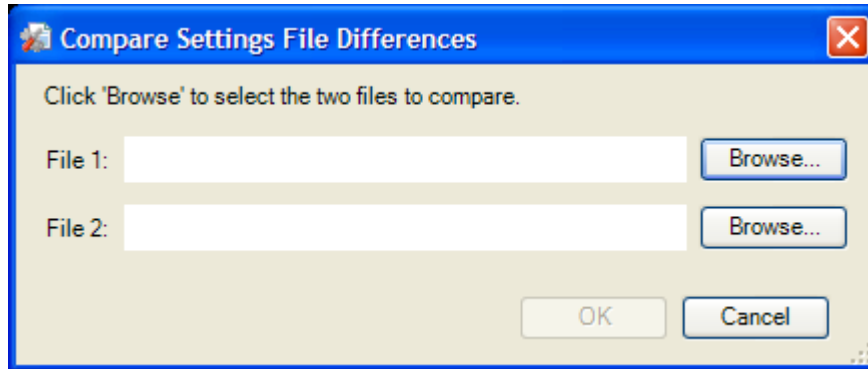 Compare Settings File Differences
Click 'Browse' to select the two files to compare.
File 1: Browse...
File 2: Browse...
OK Cancel